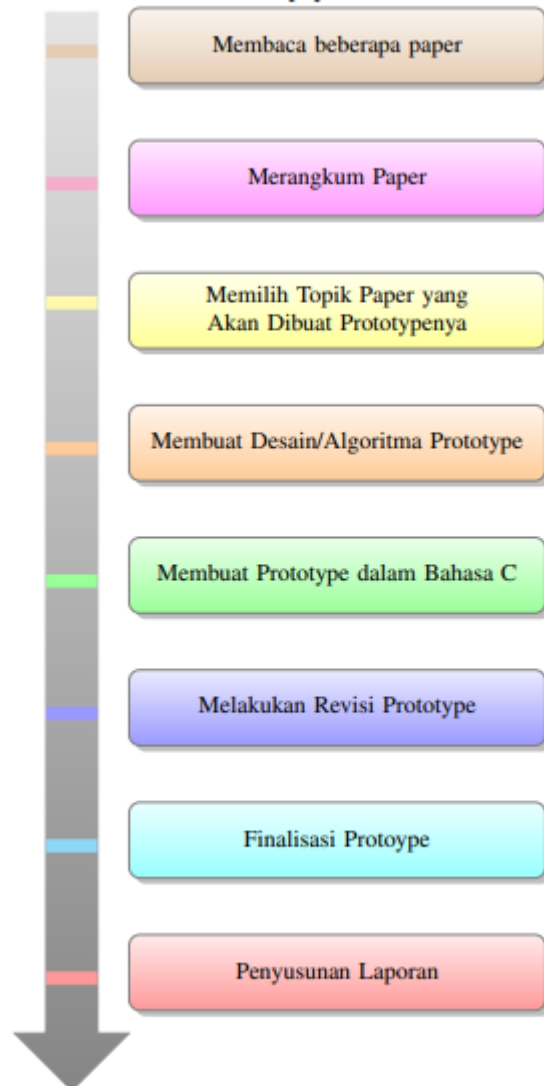 Membaca beberapa paper
Merangkum Paper
Memilih Topik Paper yang
Akan Dibuat Prototypenya
Membuat Desain/Algoritma Prototype
Membuat Prototype dalam Bahasa C
Melakukan Revisi Prototype
Finalisasi Protoype
Penyusunan Laporan